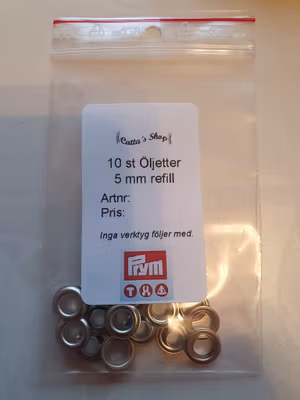 Catta's Shop
10 st Öljetter
5 mm refill
Artnr:
Pris:
Inga verktyg följer med.
Prym